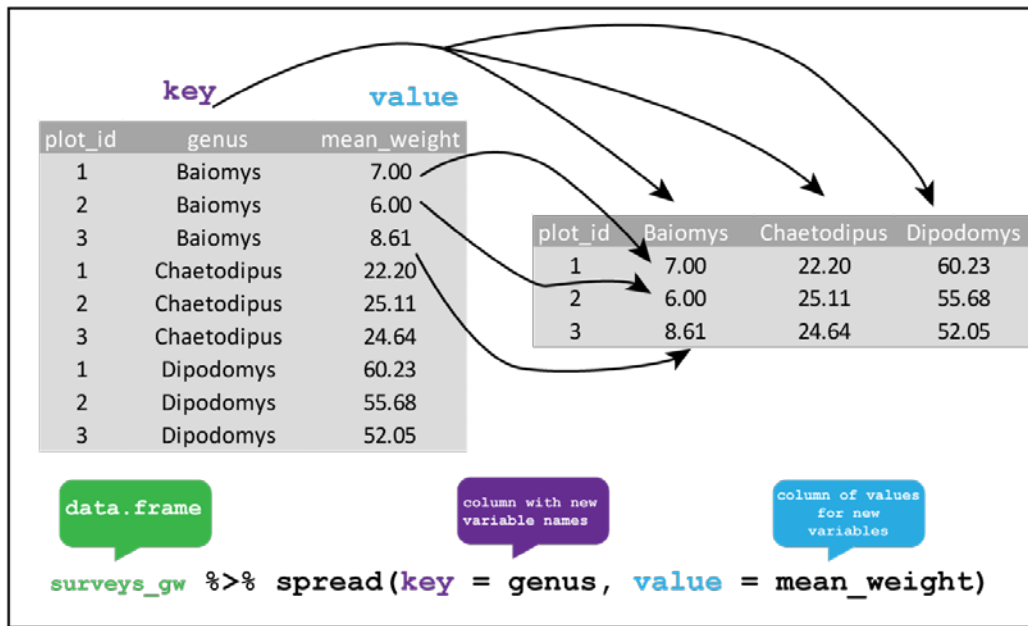 key value
plot_id genus mean_weight
1 Baiomys 7.00
2 Baiomys 6.00
3 Baiomys 8.61
1 Chaetodipus 22.20
2 Chaetodipus 25.11
3 Chaetodipus 24.64
1 Dipodomys 60.23
2 Dipodomys 55.68
3 Dipodomys 52.05
plot_id Baiomys Chaetodipus Dipodomys
1 7.00 22.20 60.23
2 6.00 25.11 55.68
3 8.61 24.64 52.05
data.frame
column with new
variable names
column of values
for new
variables
surveys_gw %>% spread(key = genus, value = mean_weight)